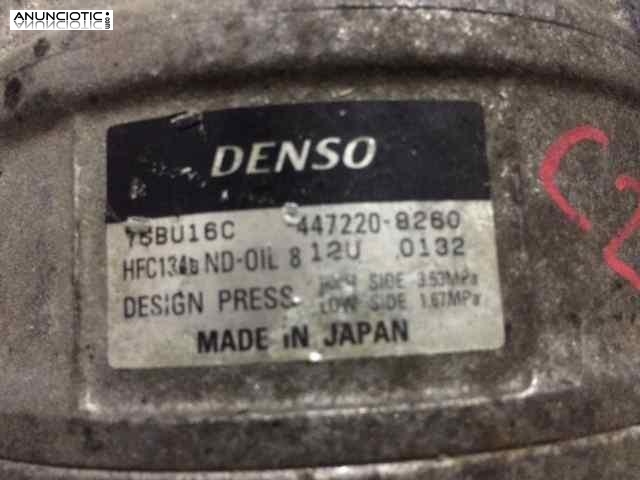 ANUNCIOTIC.com
DENSO
447220-8260
HFC134a ND-OIL 8 12U 0132
DESIGN PRESS. HIGH SIDE 3.53MPa
LOW SIDE 1.67MPa
MADE iN JAPAN